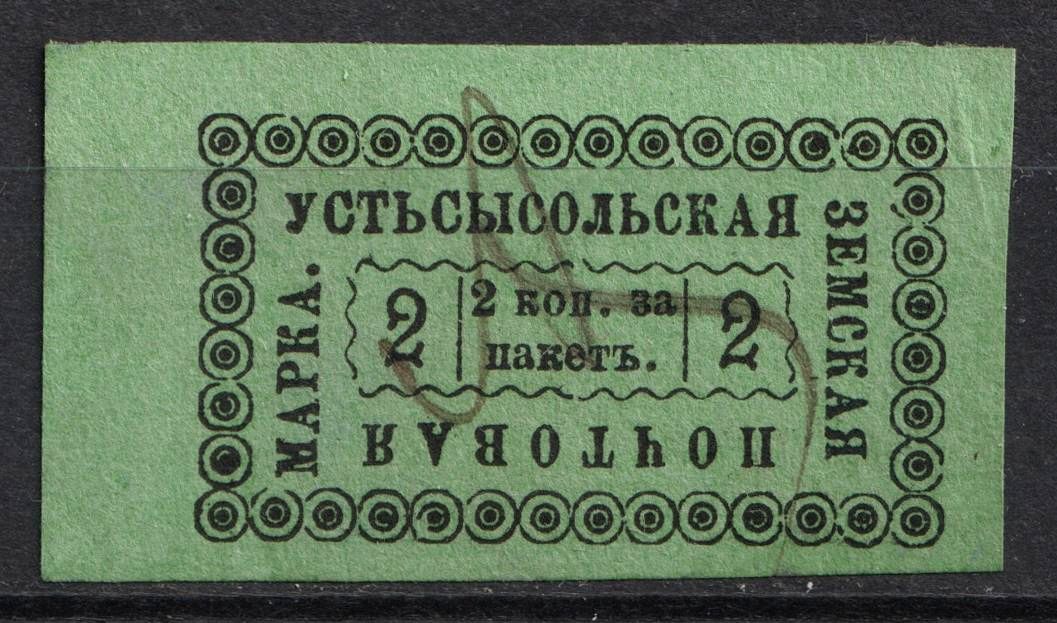 УСТЬСЫСОЛЬСКАЯ
ЗЕМСКАЯ
ПОЧТОВАЯ
МАРКА.
2
2 коп. за
пакетъ.
2